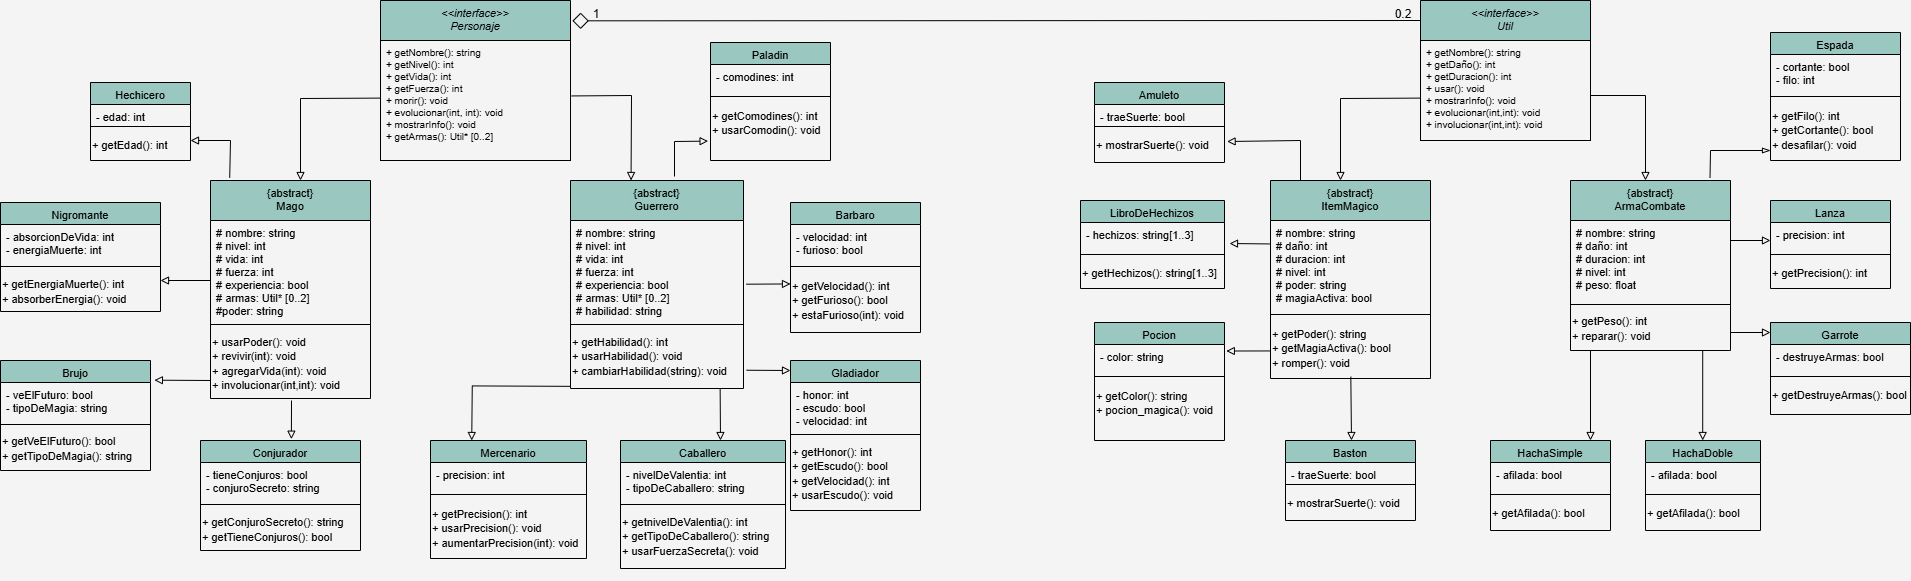 <<interface>>
Personaje
+ getNombre(): string
+ getNivel(): int
+ getVida(): int
+ getFuerza(): int
+ morir(): void
+ evolucionar(int, int): void
+ mostrarInfo(): void
+ getArmas(): Util* [0..2]
1
0.2
<<interface>>
Util
+ getNombre(): string
+ getDaño(): int
+ getDuracion(): int
+ usar(): void
+ mostrarInfo(): void
+ evolucionar(int,int): void
+ involucionar(int,int): void
Hechicero
- edad: int
+ getEdad(): int
Paladin
- comodines: int
+ getComodines(): int
+ usarComodin(): void
Amuleto
- traeSuerte: bool
+ mostrarSuerte(): void
Espada
- cortante: bool
- filo: int
+ getFilo(): int
+ getCortante(): bool
+ desafilar(): void
Nigromante
- absorcionDeVida: int
- energiaMuerte: int
+ getEnergiaMuerte(): int
+ absorberEnergia(): void
{abstract}
Mago
# nombre: string
# nivel: int
# vida: int
# fuerza: int
# experiencia: bool
# armas: Util* [0..2]
#poder: string
+ usarPoder(): void
+ revivir(int): void
+ agregarVida(int): void
+ involucionar(int,int): void
{abstract}
Guerrero
# nombre: string
# nivel: int
# vida: int
# fuerza: int
# experiencia: bool
# armas: Util* [0..2]
# habilidad: string
+ getHabilidad(): int
+ usarHabilidad(): void
+ cambiarHabilidad(string): void
Barbaro
- velocidad: int
- furioso: bool
+ getVelocidad(): int
+ getFurioso(): bool
+ estaFurioso(int): void
LibroDeHechizos
- hechizos: string[1..3]
+ getHechizos(): string[1..3]
{abstract}
ItemMagico
# nombre: string
# daño: int
# duracion: int
# nivel: int
# poder: string
# magiaActiva: bool
+ getPoder(): string
+ getMagiaActiva(): bool
+ romper(): void
{abstract}
ArmaCombate
# nombre: string
# daño: int
# duracion: int
# nivel: int
# peso: float
+ getPeso(): int
+ reparar(): void
Lanza
- precision: int
+ getPrecision(): int
Brujo
- veElFuturo: bool
- tipoDeMagia: string
+ getVeElFuturo(): bool
+ getTipoDeMagia(): string
Gladiador
- honor: int
- escudo: bool
- velocidad: int
+ getHonor(): int
+ getEscudo(): bool
+ getVelocidad(): int
+ usarEscudo(): void
Pocion
- color: string
+ getColor(): string
+ pocion_magica(): void
Garrote
- destruyeArmas: bool
+ getDestruyeArmas(): bool
Conjurador
- tieneConjuros: bool
- conjuroSecreto: string
+ getConjuroSecreto(): string
+ getTieneConjuros(): bool
Mercenario
- precision: int
+ getPrecision(): int
+ usarPrecision(): void
+ aumentarPrecision(int): void
Caballero
- nivelDeValentia: int
- tipoDeCaballero: string
+ getnivelDeValentia(): int
+ getTipoDeCaballero(): string
+ usarFuerzaSecreta(): void
Baston
- traeSuerte: bool
+ mostrarSuerte(): void
HachaSimple
- afilada: bool
+ getAfilada(): bool
HachaDoble
- afilada: bool
+ getAfilada(): bool